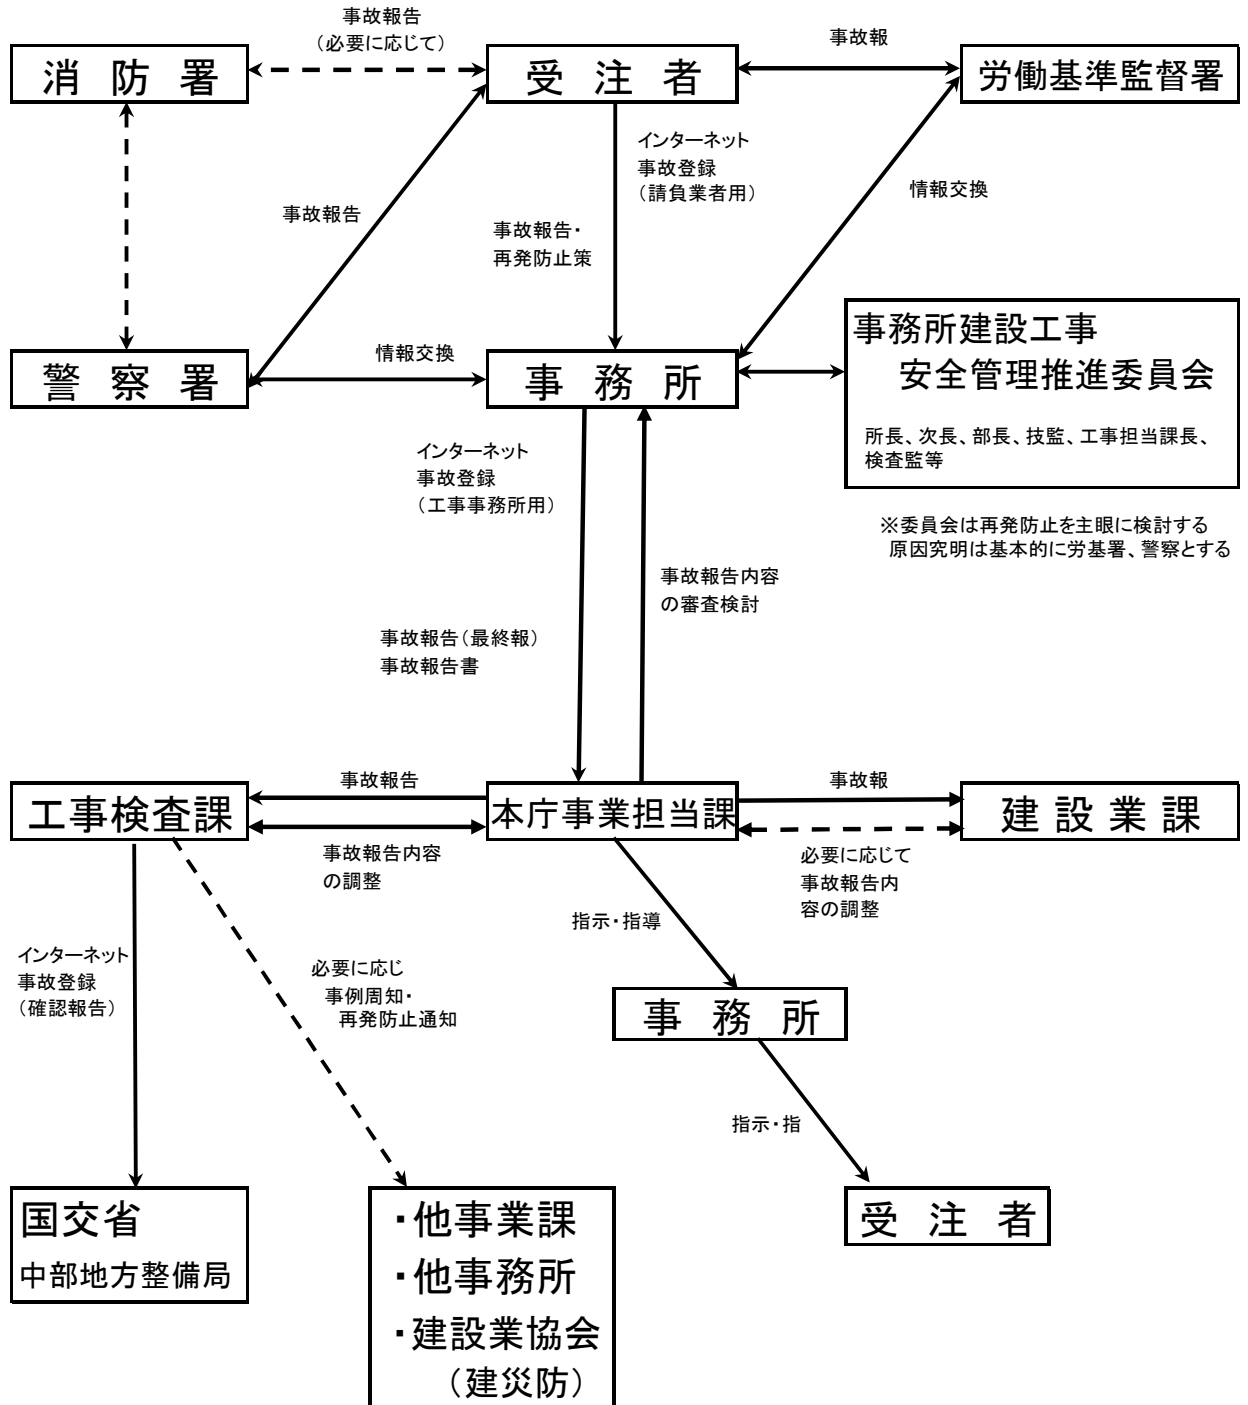 事故報告
（必要に応じて）
事故報
消　防　署
受　注　者
労働基準監督署
インターネット
事故登録
（請負業者用）
情報交換
事故報告
事故報告・
再発防止策
事務所建設工事
安全管理推進委員会
所長、次長、部長、技監、工事担当課長、
検査監等
情報交換
警　察　署
事　務　所
インターネット
事故登録
（工事事務所用）
※委員会は再発防止を主眼に検討する
原因究明は基本的に労基署、警察とする
事故報告内容
の審査検討
事故報告（最終報）
事故報告書
事故報告
事故報
工事検査課
本庁事業担当課
建 設 業 課
事故報告内容
の調整
必要に応じて
事故報告内
容の調整
指示・指導
インターネット
事故登録
（確認報告）
必要に応じ
事例周知・
再発防止通知
事　務　所
指示・指
国交省
中部地方整備局
・他事業課
・他事務所
・建設業協会
（建災防）
受　注　者